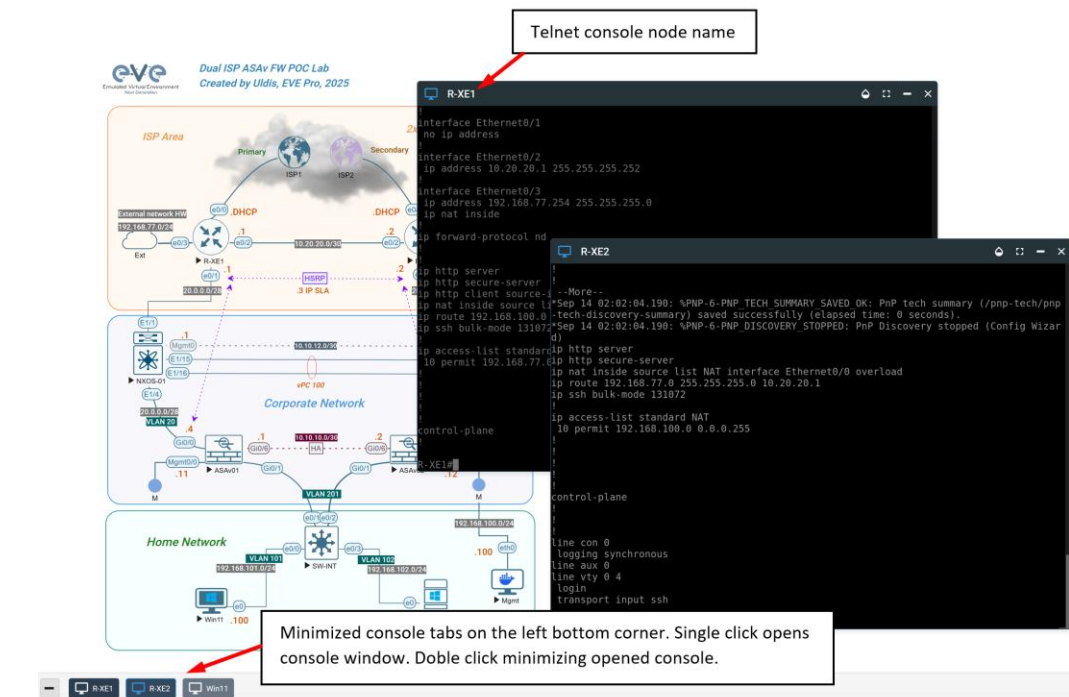 Telnet console node name
eve
Emulated Virtual Environment
Next Generation
Dual ISP ASAv FW POC Lab
Created by Uldis, EVE Pro, 2025
ISP Area
2x
Primary
Secondary
ISP1
ISP2
External network HW
192.168.77.0/24
e0/0
.DHCP
.DHCP
Ext
e0/3
.1
e0/2
10.20.20.0/30
.2
e0/2
R-XE1
e0/1
.1
HSRP
.2
.3 IP SLA
20.0.0.0/28
E1/1
.1
Mgmt0
10.10.12.0/30
E1/15
E1/16
NXOS-01
vPC 100
E1/4
Corporate Network
20.0.0.0/28
VLAN 20
.4
Gi0/0
.1
10.10.10.0/30
.2
Gi0/6
HA
Gi0/6
Mgmt0/0
ASAv01
Gi0/1
Gi0/1
.11
.12
M
M
VLAN 201
e0/1
e0/2
192.168.100.0/24
Home Network
e0/0
e0/3
.100
eth0
VLAN 101
SW-INT
VLAN 102
192.168.101.0/24
192.168.102.0/24
Mgmt
e0
e0
Win11
.100
R-XE1
!
interface Ethernet0/1
no ip address
!
interface Ethernet0/2
ip address 10.20.20.1 255.255.255.252
!
interface Ethernet0/3
ip address 192.168.77.254 255.255.255.0
ip nat inside
!
ip forward-protocol nd
!
!
ip http server
ip http secure-server
ip http client source-i
ip nat inside source li
ip route 192.168.100.0
ip ssh bulk-mode 131072
!
ip access-list standard
10 permit 192.168.77.0
!
!
!
!
control-plane
!
!
R-XE1#
R-XE2
!
!
--More--
*Sep 14 02:02:04.190: %PNP-6-PNP_TECH_SUMMARY_SAVED_OK: PnP tech summary (/pnp-tech/pnp
-tech-discovery-summary) saved successfully (elapsed time: 0 seconds).
*Sep 14 02:02:04.190: %PNP-6-PNP_DISCOVERY_STOPPED: PnP Discovery stopped (Config Wizar
d)
ip http server
ip http secure-server
ip nat inside source list NAT interface Ethernet0/0 overload
ip route 192.168.77.0 255.255.255.0 10.20.20.1
ip ssh bulk-mode 131072
!
ip access-list standard NAT
10 permit 192.168.100.0 0.0.0.255
!
!
!
!
!
control-plane
!
!
!
line con 0
logging synchronous
line aux 0
line vty 0 4
login
transport input ssh
Minimized console tabs on the left bottom corner. Single click opens
console window. Doble click minimizing opened console.
R-XE1
R-XE2
Win11